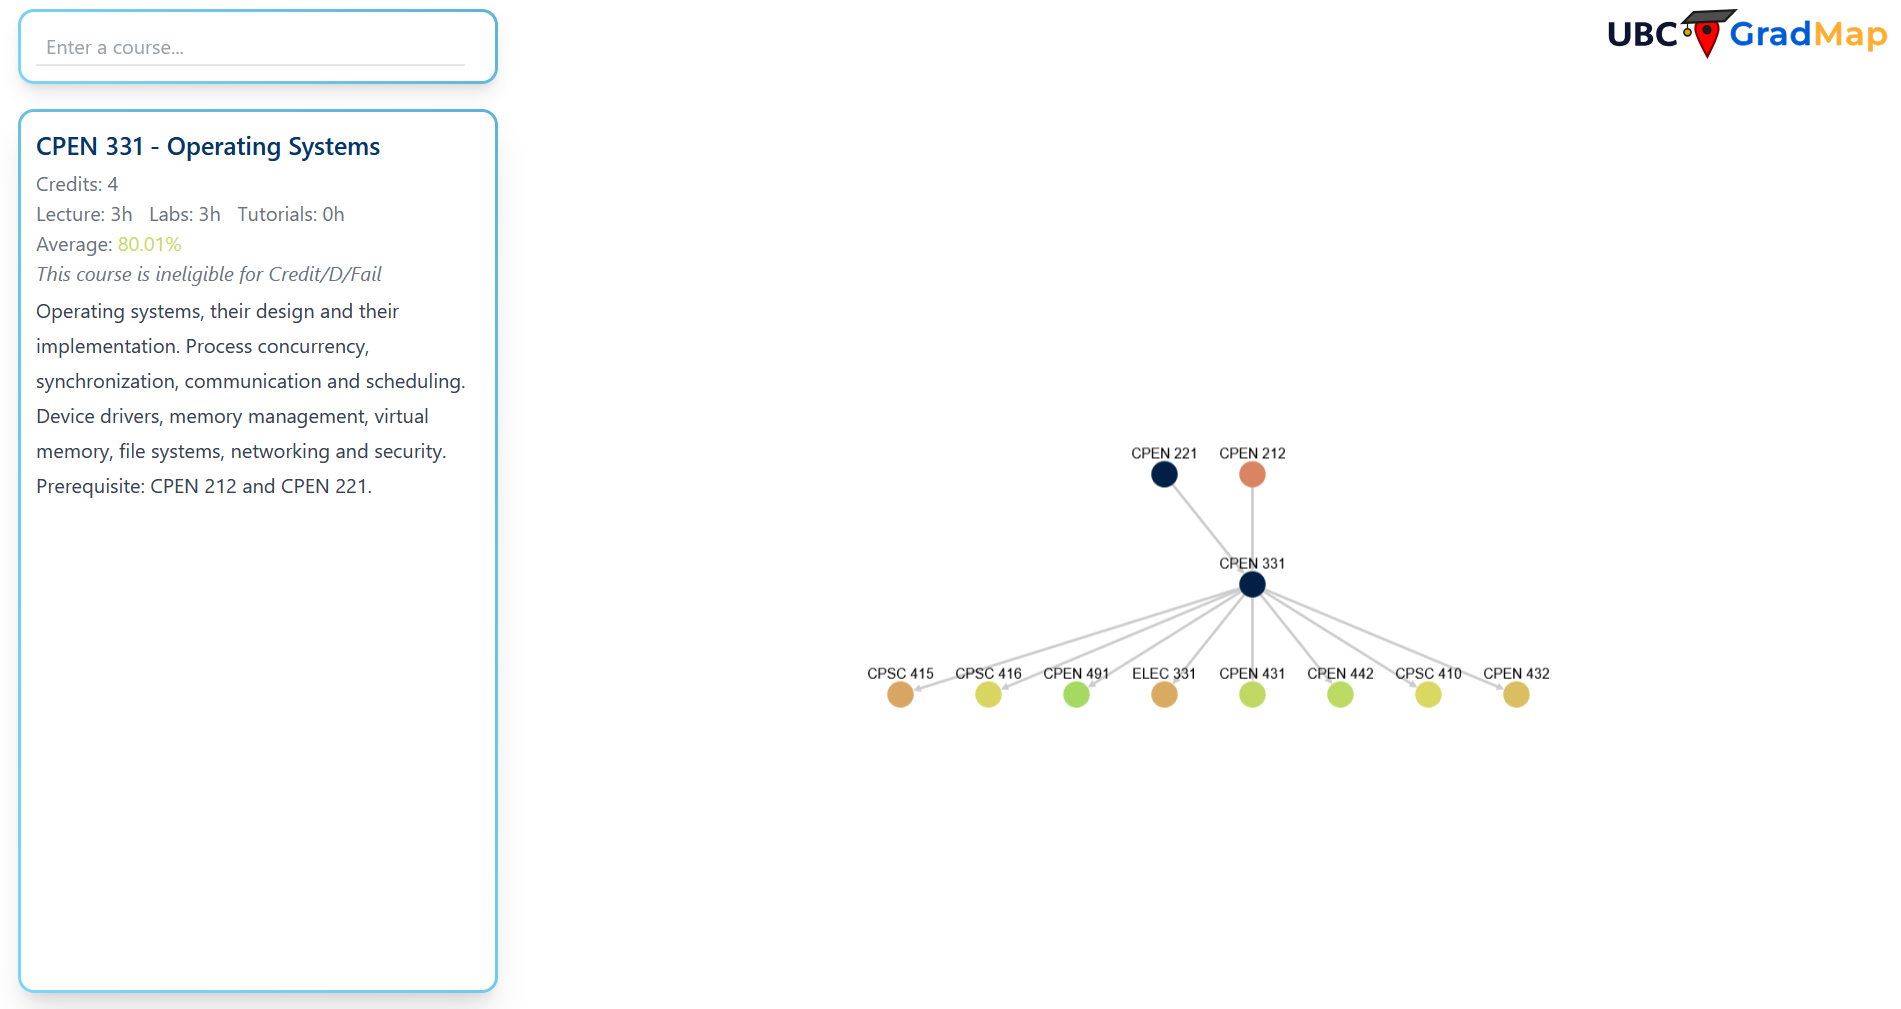 Enter a course...
UBC GradMap
CPEN 331 - Operating Systems
Credits: 4
Lecture: 3h Labs: 3h Tutorials: 0h
Average: 80.01%
This course is ineligible for Credit/D/Fail
Operating systems, their design and their
implementation. Process concurrency,
synchronization, communication and scheduling.
Device drivers, memory management, virtual
memory, file systems, networking and security.
Prerequisite: CPEN 212 and CPEN 221.
CPEN 221 CPEN 212
CPEN 331
CPSC 415 CPSC 416 CPEN 491 ELEC 331 CPEN 431 CPEN 442 CPSC 410 CPEN 432